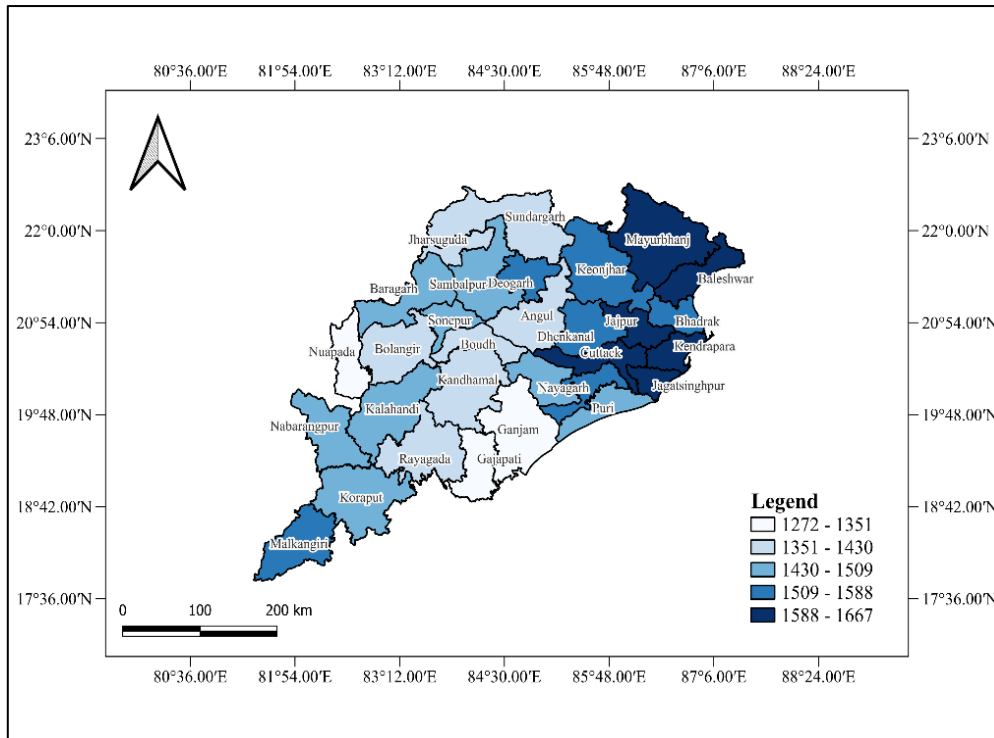 80°36.00′E 81°54.00′E 83°12.00′E 84°30.00′E 85°48.00′E 87°6.00′E 88°24.00′E
23°6.00′N 23°6.00′N
Sundargarh
22°0.00′N Jharsuguda Mayurbhanj 22°0.00′N
Keonjhar Baleshwar
Baragarh Sambalpur Deogarh
20°54.00′N Sonepur Angul Jajpur Bhadrak 20°54.00′N
Nuapada Bolangir Boudh Dhenkanal Cuttack Kendrapara
Kandhamal Nayagarh Jagatsinghpur
19°48.00′N Nabarangpur Kalahandi Ganjam Puri 19°48.00′N
Rayagada Gajapati
18°42.00′N Koraput Legend 18°42.00′N
1272 - 1351
Malkangiri 1351 - 1430
1430 - 1509
17°36.00′N 1509 - 1588 17°36.00′N
0 100 200 km 1588 - 1667
80°36.00′E 81°54.00′E 83°12.00′E 84°30.00′E 85°48.00′E 87°6.00′E 88°24.00′E